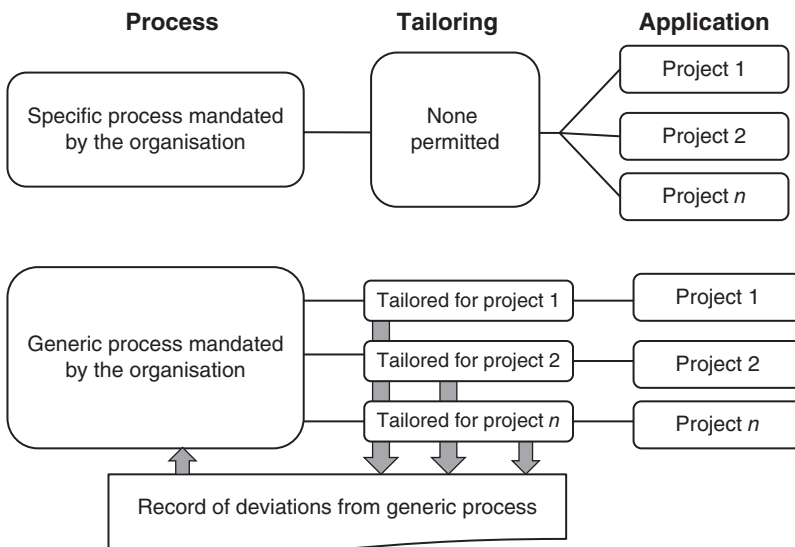 Process
Tailoring
Application
Specific process mandated
by the organisation
None
permitted
Project 1
Project 2
Project n
Generic process mandated
by the organisation
Tailored for project 1
Project 1
Tailored for project 2
Project 2
Tailored for project n
Project n
Record of deviations from generic process